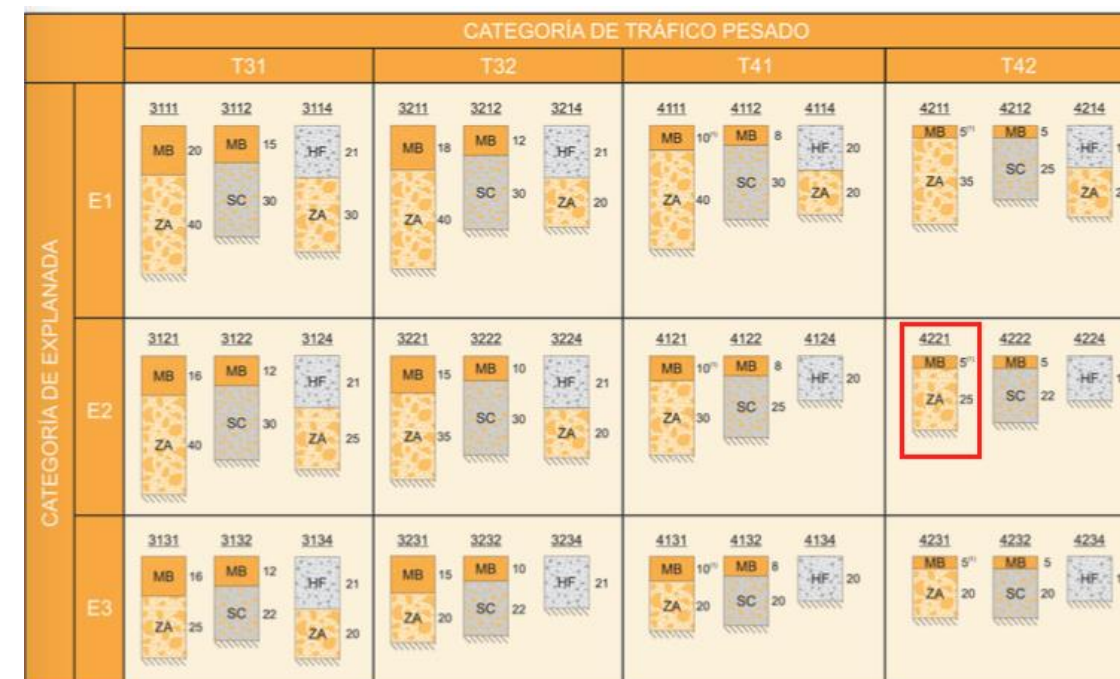 CATEGORÍA DE TRÁFICO PESADO
T31 T32 T41 T42
CATEGORÍA DE EXPLANADA
E1
3111 3112 3114 3211 3212 3214 4111 4112 4114 4211 4212 4214
MB 20 MB 15 HF 21 MB 18 MB 12 HF 21 MB 10(1) MB 8 HF 20 MB 5(1) MB 5 HF
ZA 40 SC 30 ZA 30 ZA 40 SC 30 ZA 20 ZA 40 SC 30 ZA 20 ZA 35 SC 25 ZA
E2
3121 3122 3124 3221 3222 3224 4121 4122 4124 4221 4222 4224
MB 16 MB 12 HF 21 MB 15 MB 10 HF 21 MB 10(1) MB 8 HF 20 MB 5(1) MB 5 HF
ZA 40 SC 30 ZA 25 ZA 35 SC 30 ZA 20 ZA 30 SC 25 ZA 25 SC 22
E3
3131 3132 3134 3231 3232 3234 4131 4132 4134 4231 4232 4234
MB 16 MB 12 HF 21 MB 15 MB 10 HF 21 MB 10(1) MB 8 HF 20 MB 5(1) MB 5 HF
ZA 25 SC 22 ZA 20 ZA 20 SC 22 ZA 20 SC 20 ZA 20 SC 20